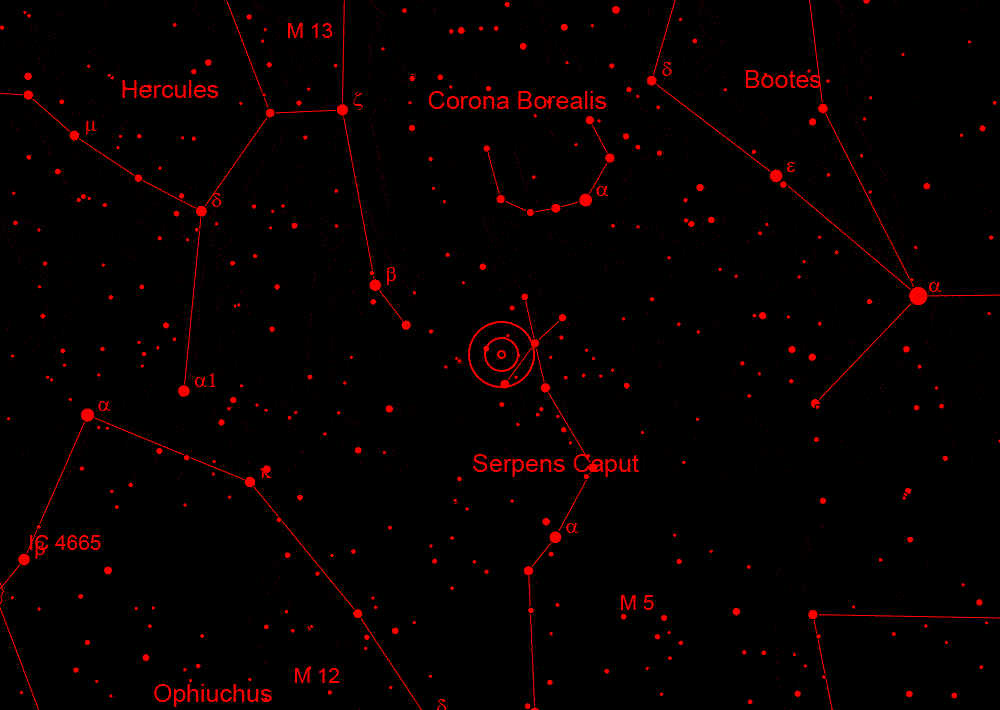 M 13
δ
Bootes
Hercules
ζ
Corona Borealis
μ
ε
α
δ
β
α
α1
α
κ
Serpens Caput
α
IC 4665
β
M 5
M 12
Ophiuchus
δ